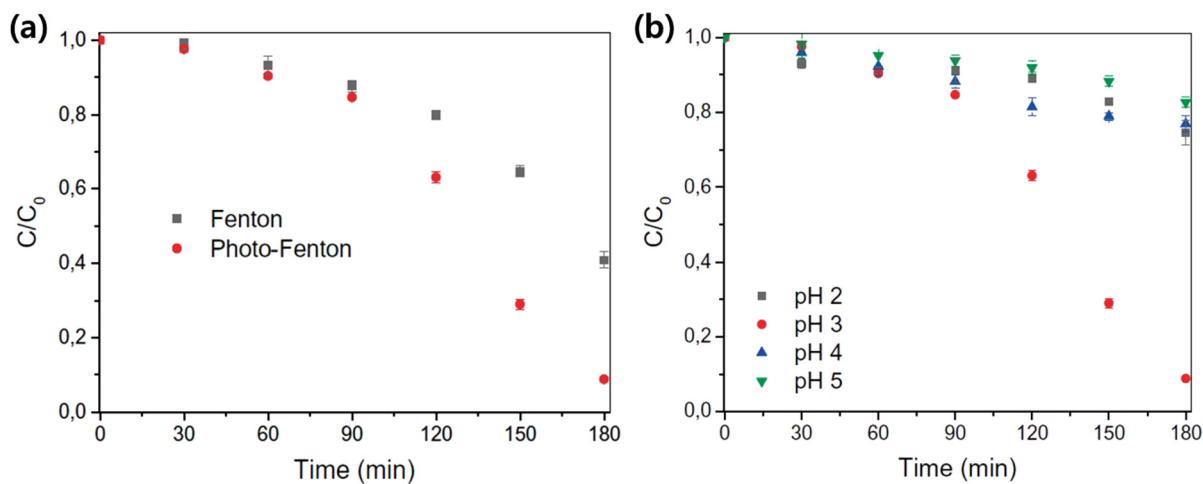 (a)
1,0
0,8
0,6
0,4
0,2
0,0
C/C0
Fenton
Photo-Fenton
0 30 60 90 120 150 180
Time (min)
(b)
1,0
0,8
0,6
0,4
0,2
0,0
C/C0
pH 2
pH 3
pH 4
pH 5
0 30 60 90 120 150 180
Time (min)